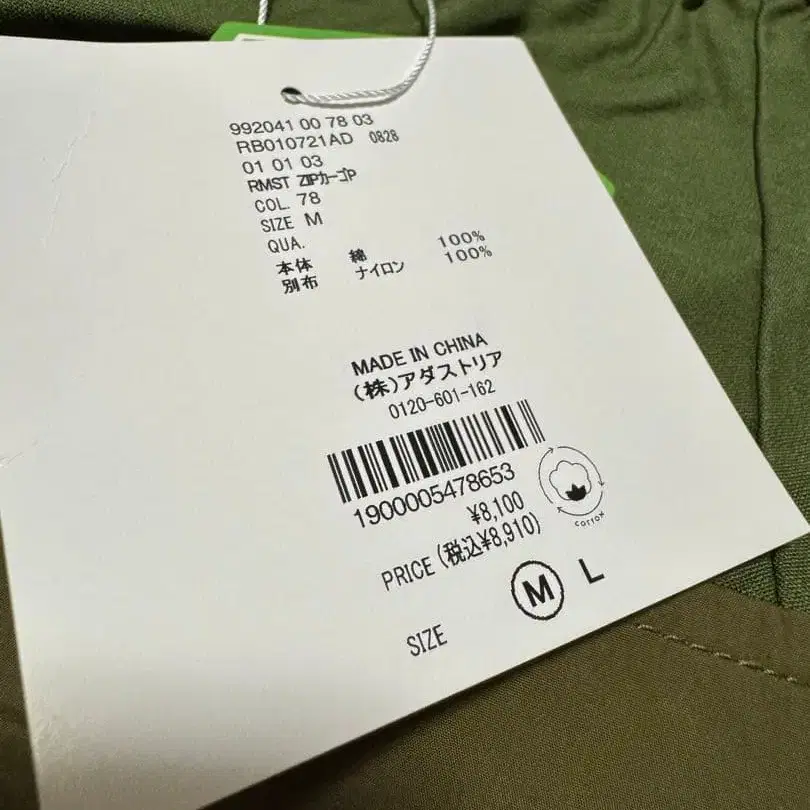 992041 00 78 03
RB010721AD 0828
01 01 03
RMST ZIPカーゴP
COL. 78
SIZE M
QUA.
本体 綿 100%
別布 ナイロン 100%
MADE IN CHINA
(株)アダストリア
0120-601-162
1900005478653
¥8,100
PRICE (税込¥8,910)
COTTON
SIZE M L